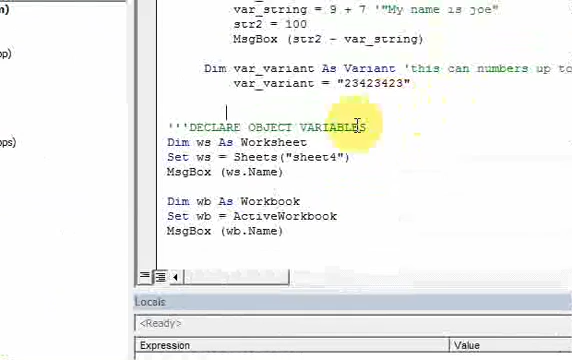 m)
var_string = 9 + 7 '"My name is joe"
str2 = 100
pp) MsgBox (str2 - var_string)
Dim var_variant As Variant 'this can numbers up to
var_variant = "23423423"
'''DECLARE OBJECT VARIABLES
pps) Dim ws As Worksheet
Set ws = Sheets("sheet4")
MsgBox (ws.Name)
Dim wb As Workbook
Set wb = ActiveWorkbook
MsgBox (wb.Name)
Locals
<Ready>
Expression Value